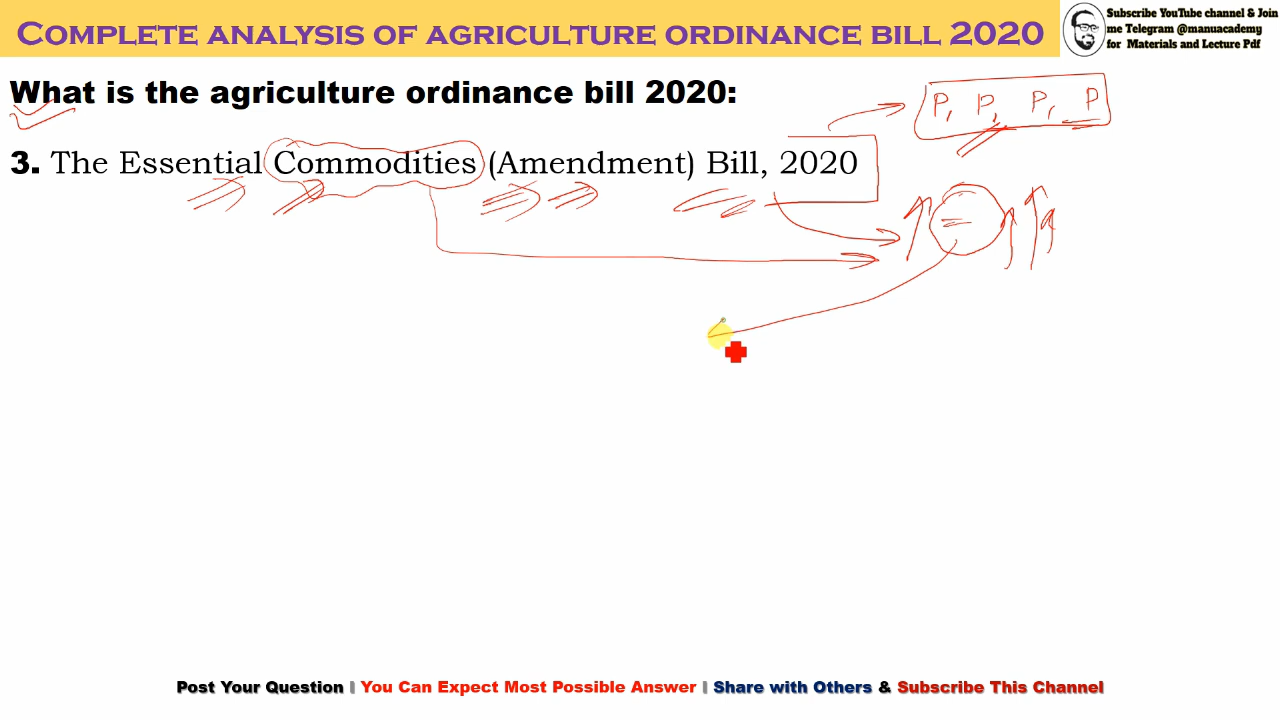 COMPLETE ANALYSIS OF AGRICULTURE ORDINANCE BILL 2020
Subscribe YouTube channel & Join
me Telegram @manuacademy
for Materials and Lecture Pdf
What is the agriculture ordinance bill 2020:
P, P, P, P
3. The Essential Commodities (Amendment) Bill, 2020
Post Your Question | You Can Expect Most Possible Answer | Share with Others & Subscribe This Channel